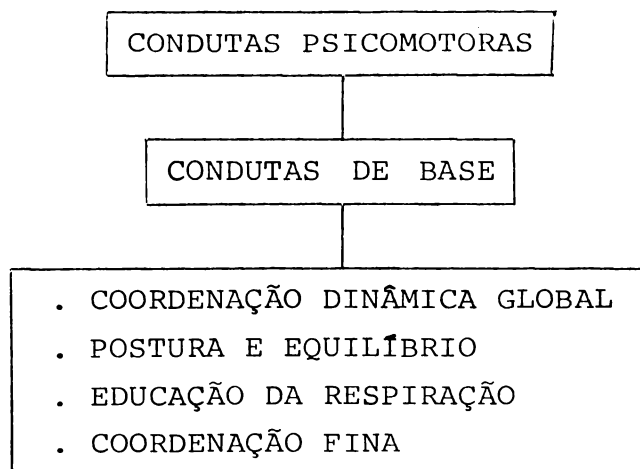 CONDUTAS PSICOMOTORAS
CONDUTAS DE BASE
. COORDENAÇÃO DINÂMICA GLOBAL
. POSTURA E EQUILÍBRIO
. EDUCAÇÃO DA RESPIRAÇÃO
. COORDENAÇÃO FINA